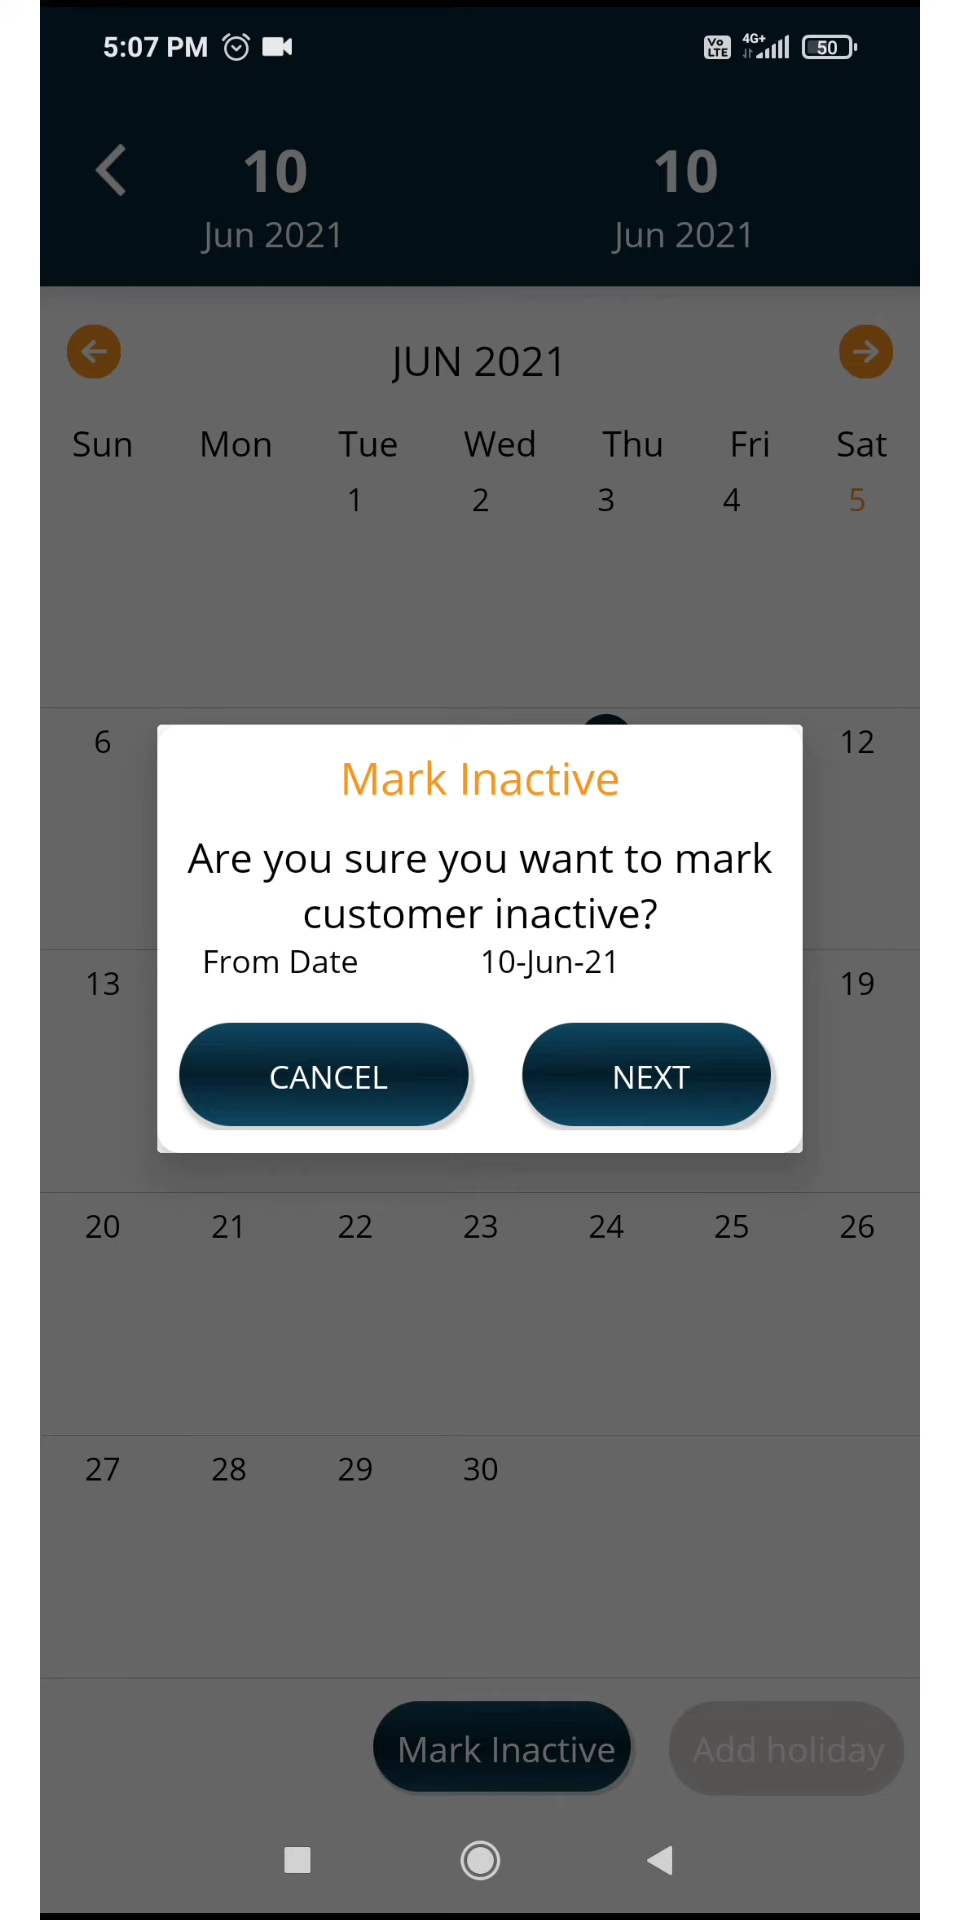 5:07 PM
Vo LTE 4G+ 50
10 10
Jun 2021 Jun 2021
JUN 2021
Sun Mon Tue Wed Thu Fri Sat
1 2 3 4 5
6 12
Mark Inactive
Are you sure you want to mark
customer inactive?
From Date 10-Jun-21
13 19
CANCEL NEXT
20 21 22 23 24 25 26
27 28 29 30
Mark Inactive Add holiday